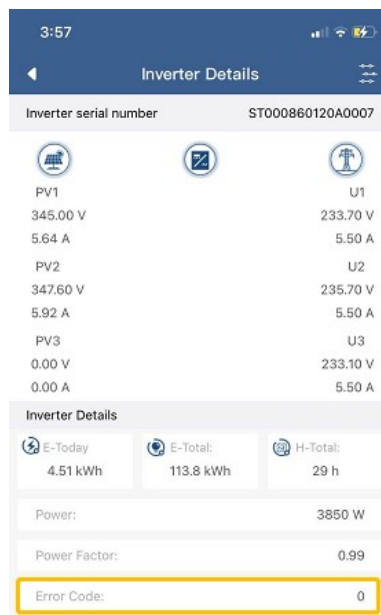 3:57
Inverter Details
Inverter serial number ST000860120A0007
PV1 U1
345.00 V 233.70 V
5.64 A 5.50 A
PV2 U2
347.60 V 235.70 V
5.92 A 5.50 A
PV3 U3
0.00 V 233.10 V
0.00 A 5.50 A
Inverter Details
E-Today E-Total: H-Total:
4.51 kWh 113.8 kWh 29 h
Power: 3850 W
Power Factor: 0.99
Error Code: 0